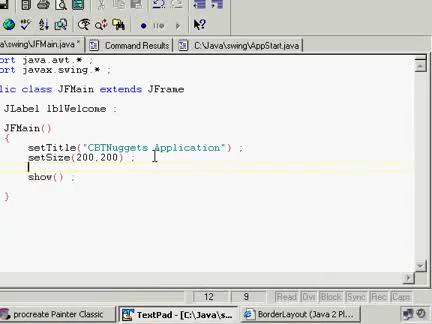 a\swing\JFMain.java *
Command Results
C:\Java\swing\AppStart.java
ort java.awt.* ;
ort javax.swing.* ;
lic class JFMain extends JFrame
JLabel lblWelcome ;
JFMain()
{
setTitle("CBTNuggets Application") ;
setSize(200,200) ;
show() ;
}
12
9
Read
Ovr
Block
Sync
Rec
Caps
procreate Painter Classic
TextPad - [C:\Java\s...
BorderLayout (Java 2 Pl...